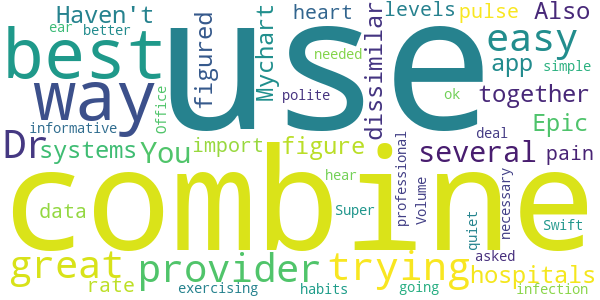 Haven't
heart
levels
pulse
Also
best
use
easy
figured
Mychart
dissimilar
ear
better
needed
app
simple
way
Office
polite
ok
together
informative
Dr
systems
You
import
figure
deal
Epic
several
pain
combine
hear
professional
Volume
necessary
data
Super
quiet
Swift
great
provider
trying
asked
hospitals
rate
exercising
habits
going
infection